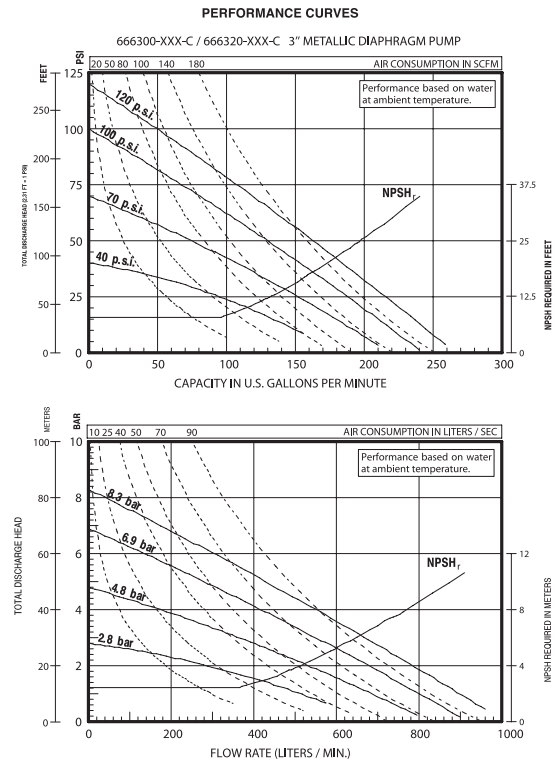 PERFORMANCE CURVES
666300-XXX-C / 666320-XXX-C 3" METALLIC DIAPHRAGM PUMP
FEET
PSI
20 50 80 100 140 180 AIR CONSUMPTION IN SCFM
Performance based on water
at ambient temperature.
120 p.s.i.
100 p.s.i.
70 p.s.i.
40 p.s.i.
NPSHr
250
200
150
100
50
0
125
100
75
50
25
0
37.5
25
12.5
0
TOTAL DISCHARGE HEAD (2.31 FT = 1 PSI)
NPSH REQUIRED IN FEET
0 50 100 150 200 250 300
CAPACITY IN U.S. GALLONS PER MINUTE
METERS
BAR
10 25 40 50 70 90 AIR CONSUMPTION IN LITERS / SEC
Performance based on water
at ambient temperature.
8.3 bar
6.9 bar
4.8 bar
2.8 bar
NPSHr
100
80
60
40
20
0
10
8
6
4
2
0
12
8
4
0
TOTAL DISCHARGE HEAD
NPSH REQUIRED IN METERS
0 200 400 600 800 1000
FLOW RATE (LITERS / MIN.)